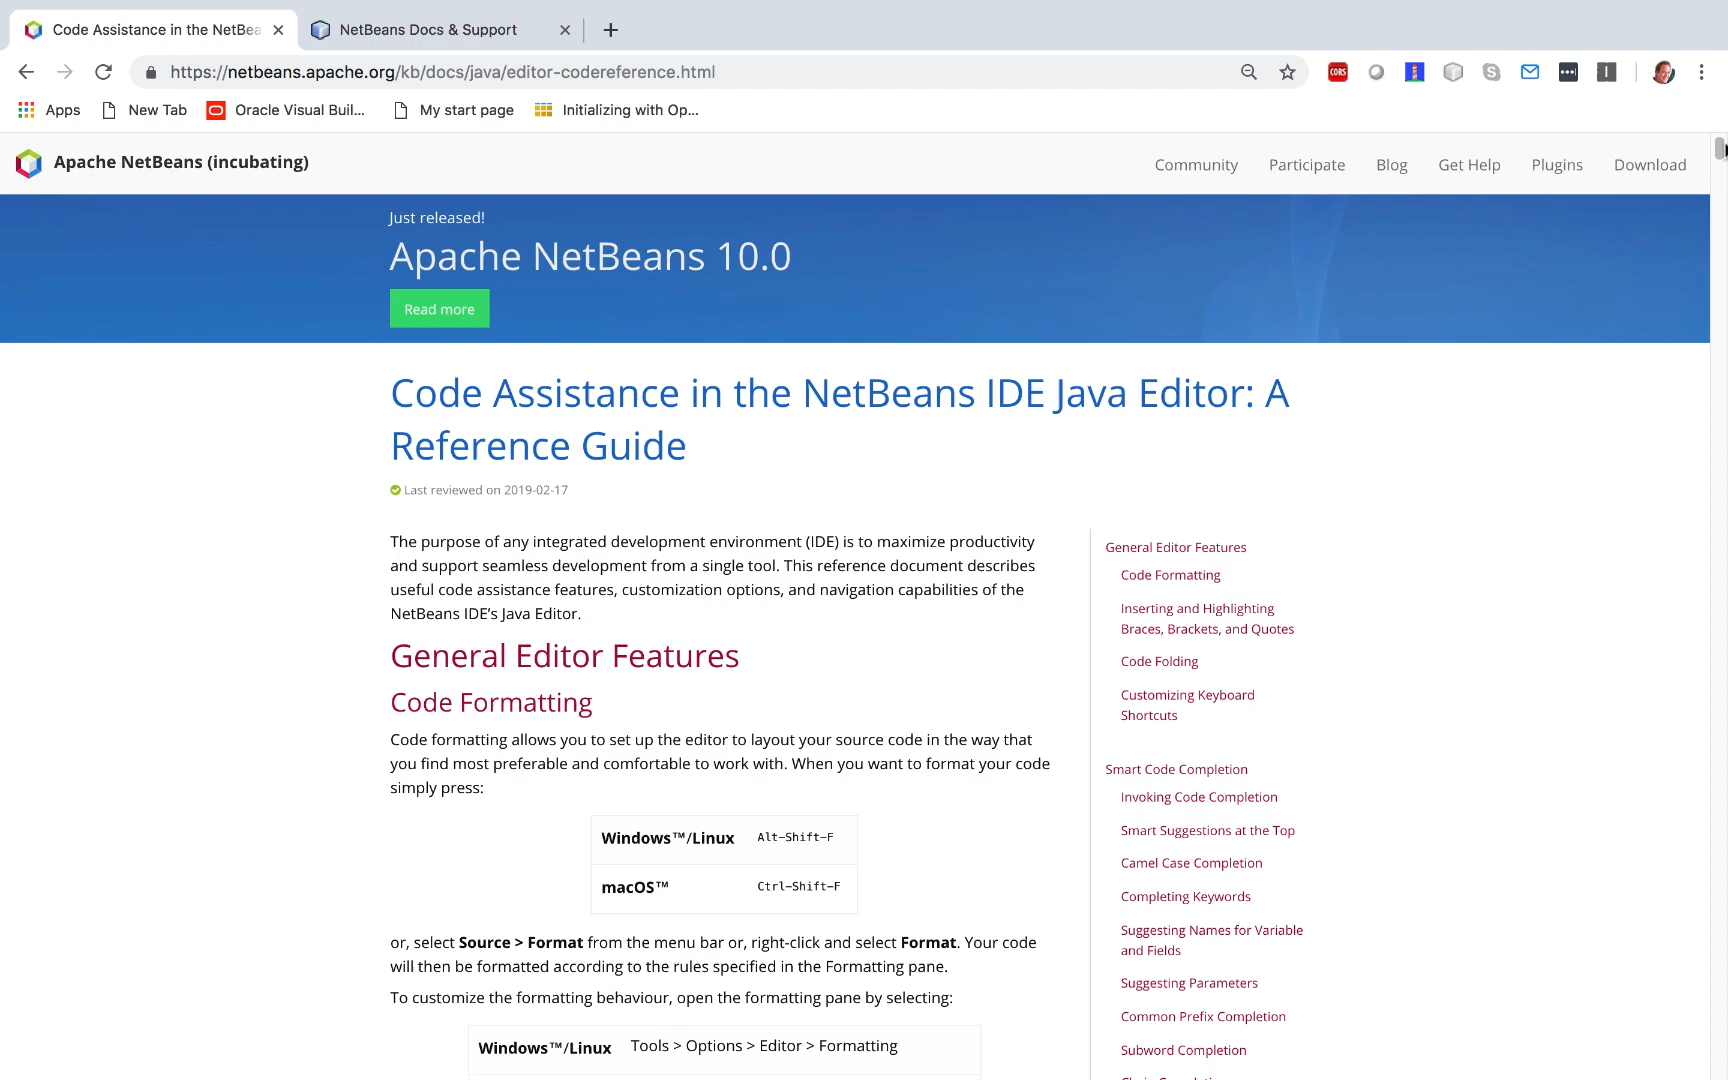 Code Assistance in the NetBea
NetBeans Docs & Support
https://netbeans.apache.org/kb/docs/java/editor-codereference.html
CORS
Apps
New Tab
Oracle Visual Buil...
My start page
Initializing with Op...
Apache NetBeans (incubating)
Community
Participate
Blog
Get Help
Plugins
Download
Just released!
Apache NetBeans 10.0
Read more
Code Assistance in the NetBeans IDE Java Editor: A
Reference Guide
Last reviewed on 2019-02-17
The purpose of any integrated development environment (IDE) is to maximize productivity
and support seamless development from a single tool. This reference document describes
useful code assistance features, customization options, and navigation capabilities of the
NetBeans IDE’s Java Editor.
General Editor Features
Code Formatting
Code formatting allows you to set up the editor to layout your source code in the way that
you find most preferable and comfortable to work with. When you want to format your code
simply press:
Windows™/Linux Alt-Shift-F
macOS™ Ctrl-Shift-F
or, select Source > Format from the menu bar or, right-click and select Format. Your code
will then be formatted according to the rules specified in the Formatting pane.
To customize the formatting behaviour, open the formatting pane by selecting:
Windows™/Linux Tools > Options > Editor > Formatting
General Editor Features
Code Formatting
Inserting and Highlighting
Braces, Brackets, and Quotes
Code Folding
Customizing Keyboard
Shortcuts
Smart Code Completion
Invoking Code Completion
Smart Suggestions at the Top
Camel Case Completion
Completing Keywords
Suggesting Names for Variable
and Fields
Suggesting Parameters
Common Prefix Completion
Subword Completion